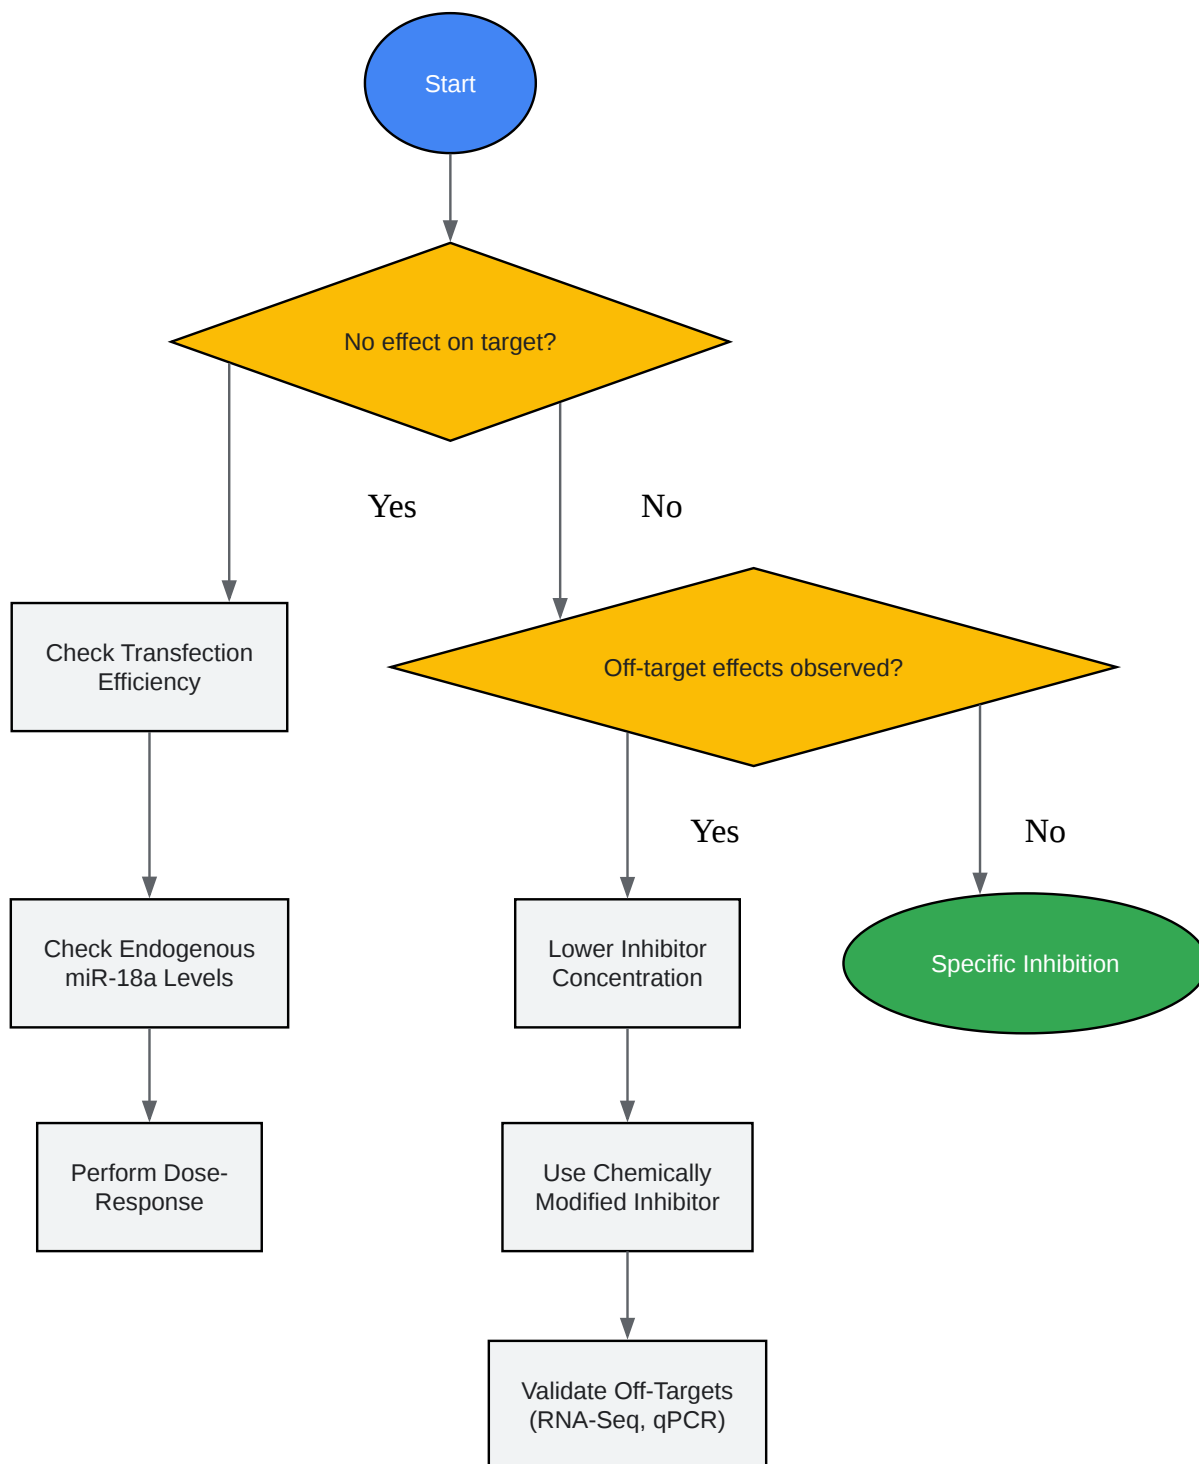 Start
No effect on target?
Yes
No
Check Transfection
Efficiency
Off-target effects observed?
Yes
No
Check Endogenous
miR-18a Levels
Lower Inhibitor
Concentration
Specific Inhibition
Perform Dose-
Response
Use Chemically
Modified Inhibitor
Validate Off-Targets
(RNA-Seq, qPCR)